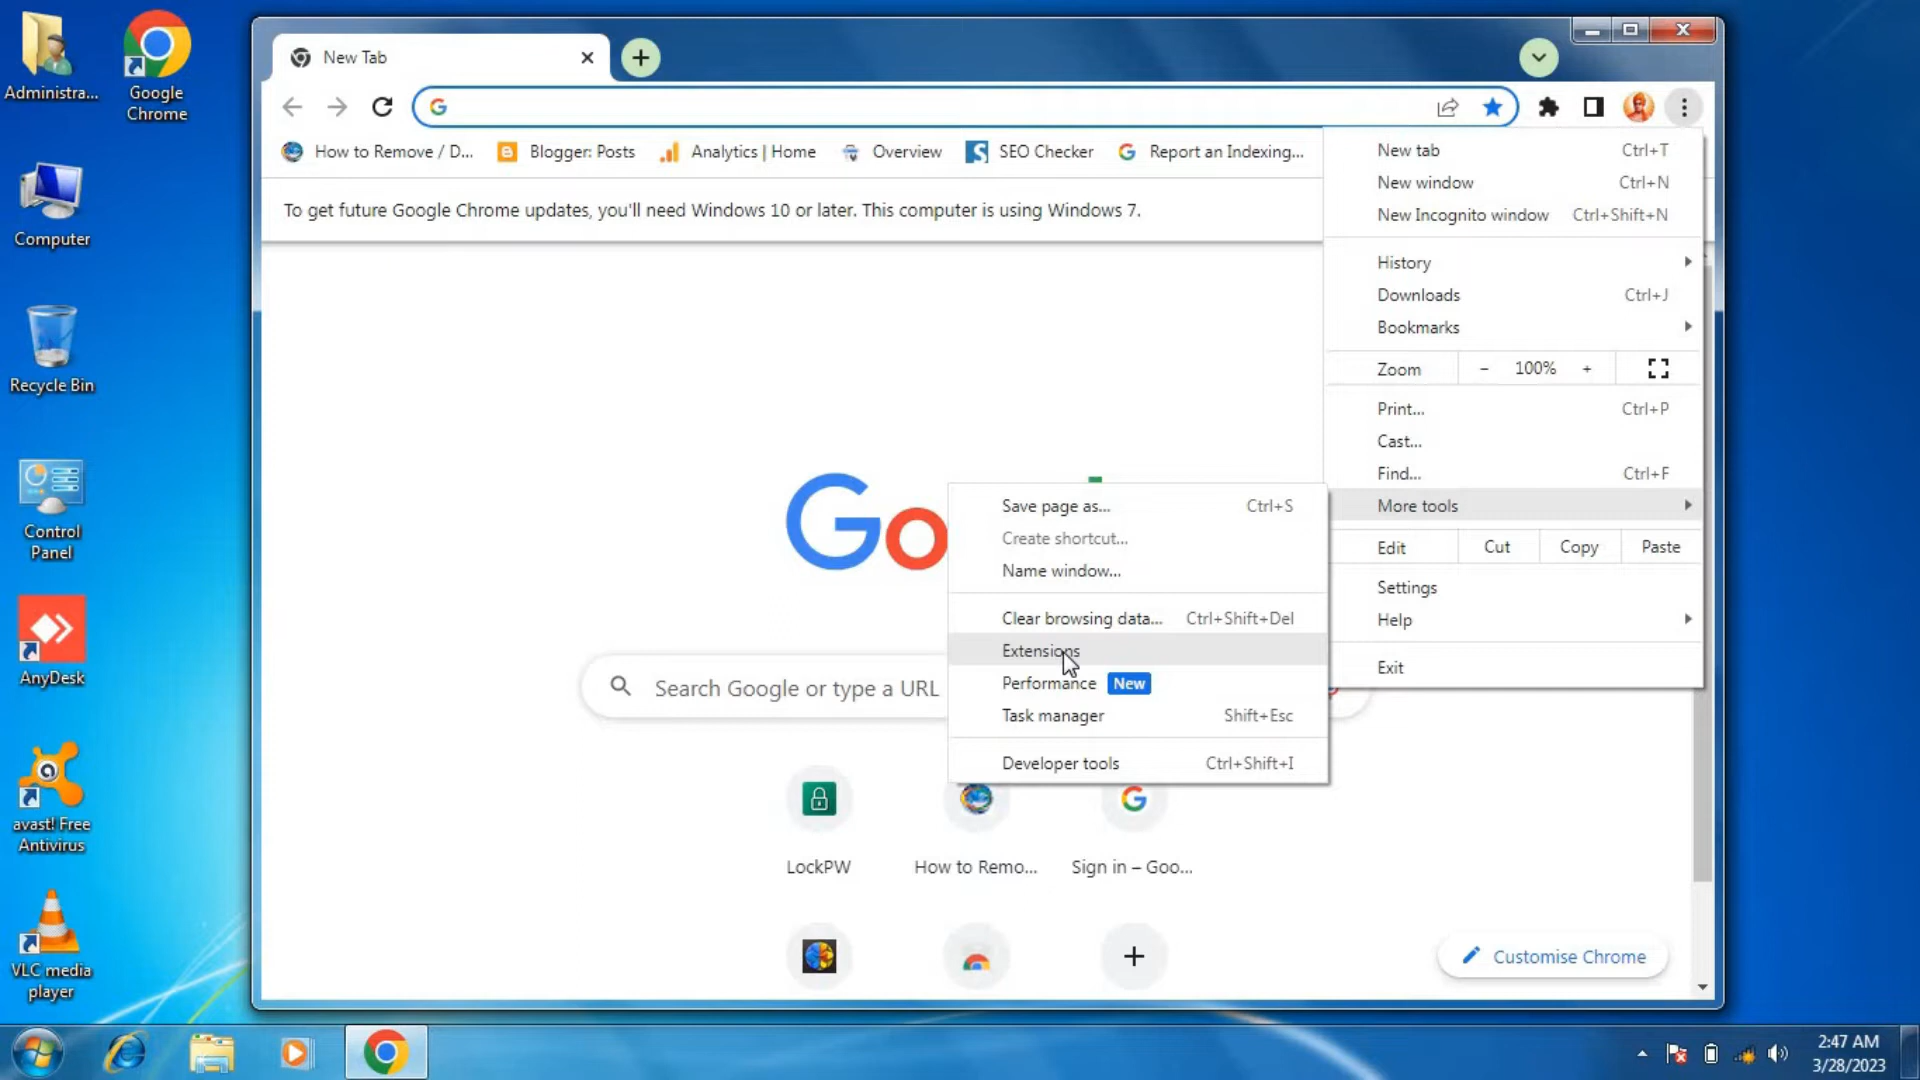 Administra...
Google
Chrome
Computer
Recycle Bin
Control
Panel
AnyDesk
avast! Free
Antivirus
VLC media
player
New Tab
How to Remove / D...
Blogger: Posts
Analytics | Home
Overview
SEO Checker
Report an Indexing...
To get future Google Chrome updates, you'll need Windows 10 or later. This computer is using Windows 7.
New tab Ctrl+T
New window Ctrl+N
New Incognito window Ctrl+Shift+N
History
Downloads Ctrl+J
Bookmarks
Zoom - 100% +
Print... Ctrl+P
Cast...
Find... Ctrl+F
More tools
Edit Cut Copy Paste
Settings
Help
Exit
Save page as... Ctrl+S
Create shortcut...
Name window...
Clear browsing data... Ctrl+Shift+Del
Extensions
Performance New
Task manager Shift+Esc
Developer tools Ctrl+Shift+I
Go
Search Google or type a URL
LockPW
How to Remo...
Sign in – Goo...
Customise Chrome
2:47 AM
3/28/2023